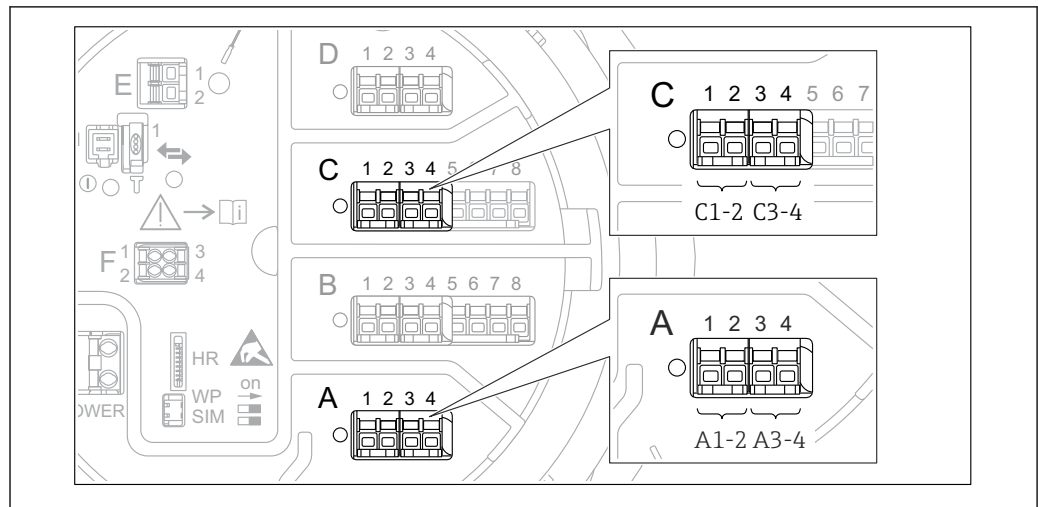 D 1 2 3 4
E 1
2
1
C 1 2 3 4 5 6 7 8
i
F 1 3
2 4
B 1 2 3 4 5 6 7 8
HR
WP on
SIM
OWER
A 1 2 3 4
C 1 2 3 4 5 6 7
C1-2 C3-4
A 1 2 3 4
A1-2 A3-4